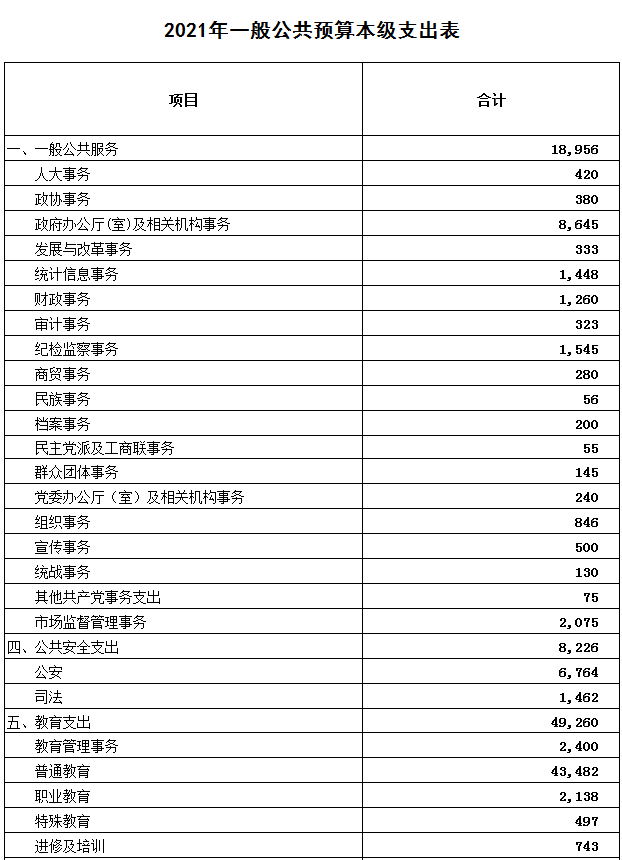 2021年一般公共预算本级支出表
项目 合计
一、一般公共服务 18,956
人大事务 420
政协事务 380
政府办公厅(室)及相关机构事务 8,645
发展与改革事务 333
统计信息事务 1,448
财政事务 1,260
审计事务 323
纪检监察事务 1,545
商贸事务 280
民族事务 56
档案事务 200
民主党派及工商联事务 55
群众团体事务 145
党委办公厅（室）及相关机构事务 240
组织事务 846
宣传事务 500
统战事务 130
其他共产党事务支出 75
市场监督管理事务 2,075
四、公共安全支出 8,226
公安 6,764
司法 1,462
五、教育支出 49,260
教育管理事务 2,400
普通教育 43,482
职业教育 2,138
特殊教育 497
进修及培训 743